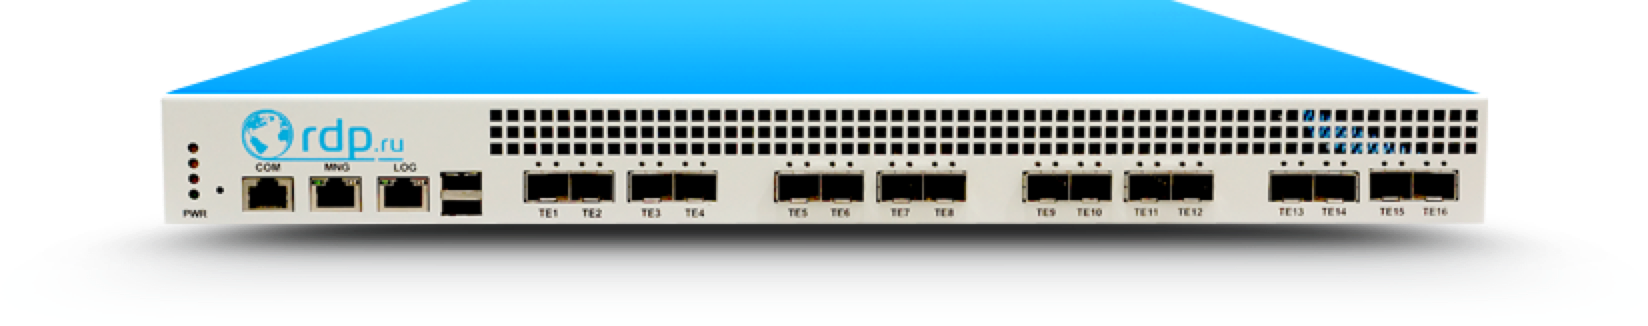 rdp.ru
COM MNG LOG
PWR
TE1 TE2 TE3 TE4 TE5 TE6 TE7 TE8 TE9 TE10 TE11 TE12 TE13 TE14 TE15 TE16